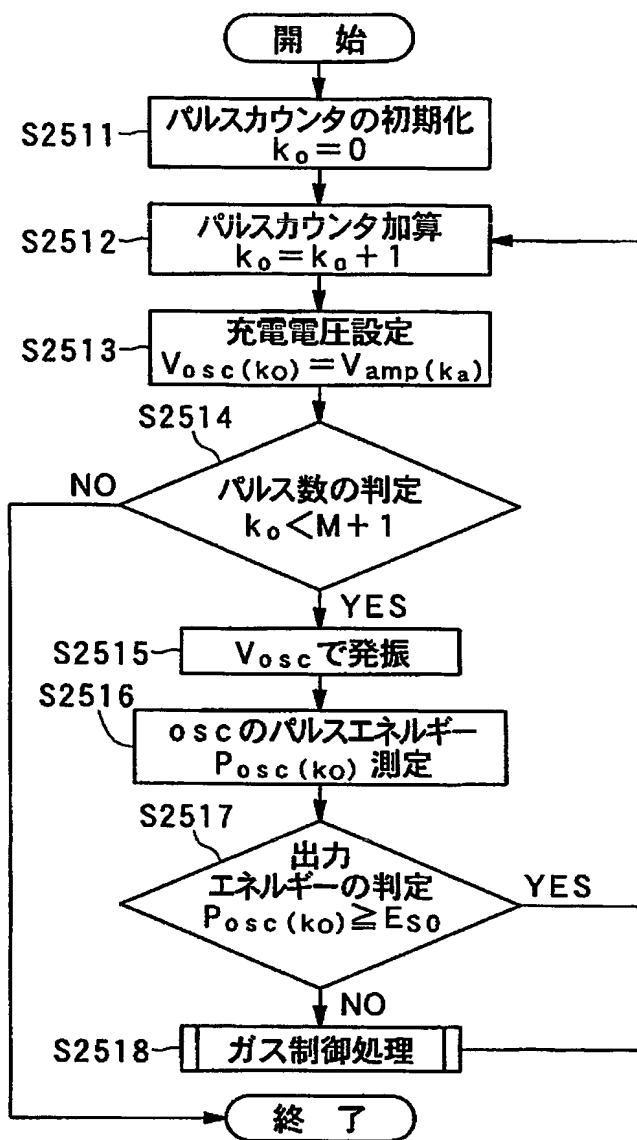 開 始
S2511
パルスカウンタの初期化
ko=0
S2512
パルスカウンタ加算
ko=ko+1
S2513
充電電圧設定
Vosc(ko)=Vamp(ka)
S2514
パルス数の判定
ko<M+1
NO
YES
S2515
Voscで発振
S2516
oscのパルスエネルギー
Posc(ko) 測定
S2517
出力
エネルギーの判定
Posc(ko)≧ES0
YES
NO
S2518
ガス制御処理
終 了